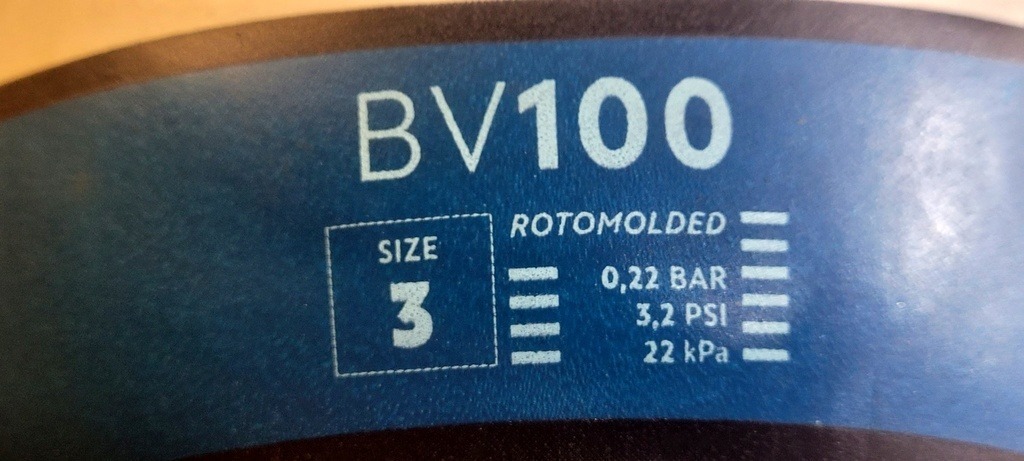 BV100
SIZE
3
ROTOMOLDED
0,22 BAR
3,2 PSI
22 kPa